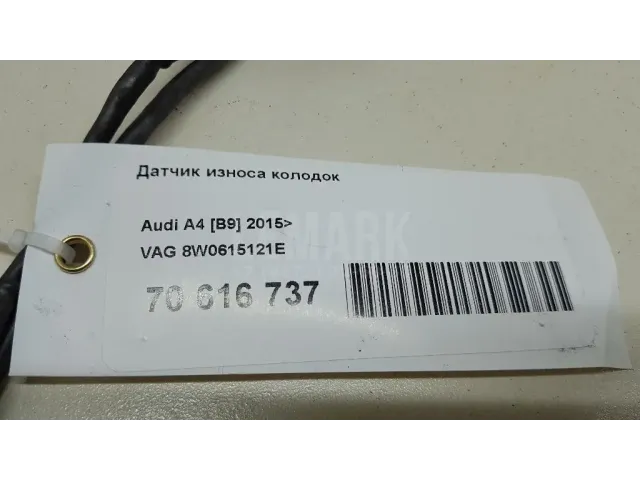 Датчик износа колодок
Audi A4 [B9] 2015>
VAG 8W0615121E
70 616 737